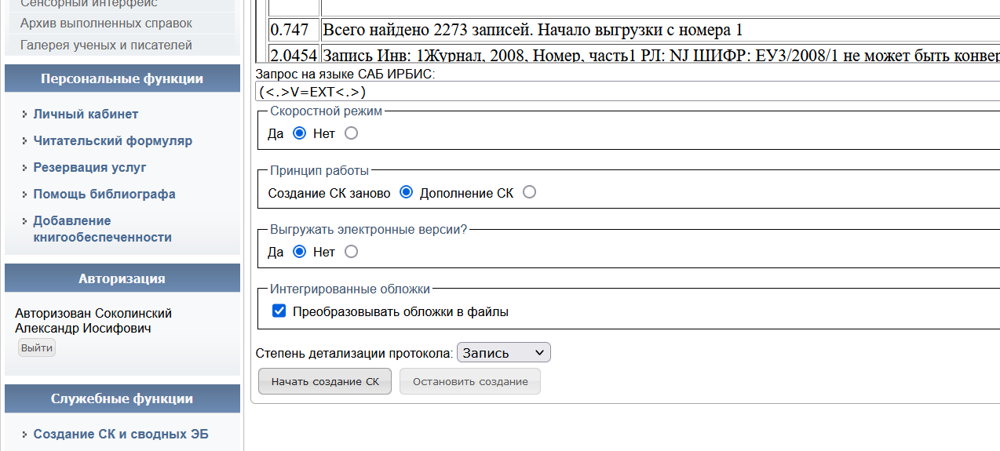 Сенсорный интерфейс
Архив выполненных справок
Галерея ученых и писателей
Персональные функции
Личный кабинет
Читательский формуляр
Резервация услуг
Помощь библиографа
Добавление
книгообеспеченности
Авторизация
Авторизован Соколинский
Александр Иосифович
Выйти
Служебные функции
Создание СК и сводных ЭБ
0.747 Всего найдено 2273 записей. Начало выгрузки с номера 1
2.0454 Запись Инв: 1Журнал, 2008, Номер, часть1 РЛ: NJ ШИФР: ЕУ3/2008/1 не может быть конвер
Запрос на языке САБ ИРБИС:
(<.>V=EXT<.>)
Скоростной режим
Да Нет
Принцип работы
Создание СК заново Дополнение СК
Выгружать электронные версии?
Да Нет
Интегрированные обложки
Преобразовывать обложки в файлы
Степень детализации протокола: Запись
Начать создание СК Остановить создание